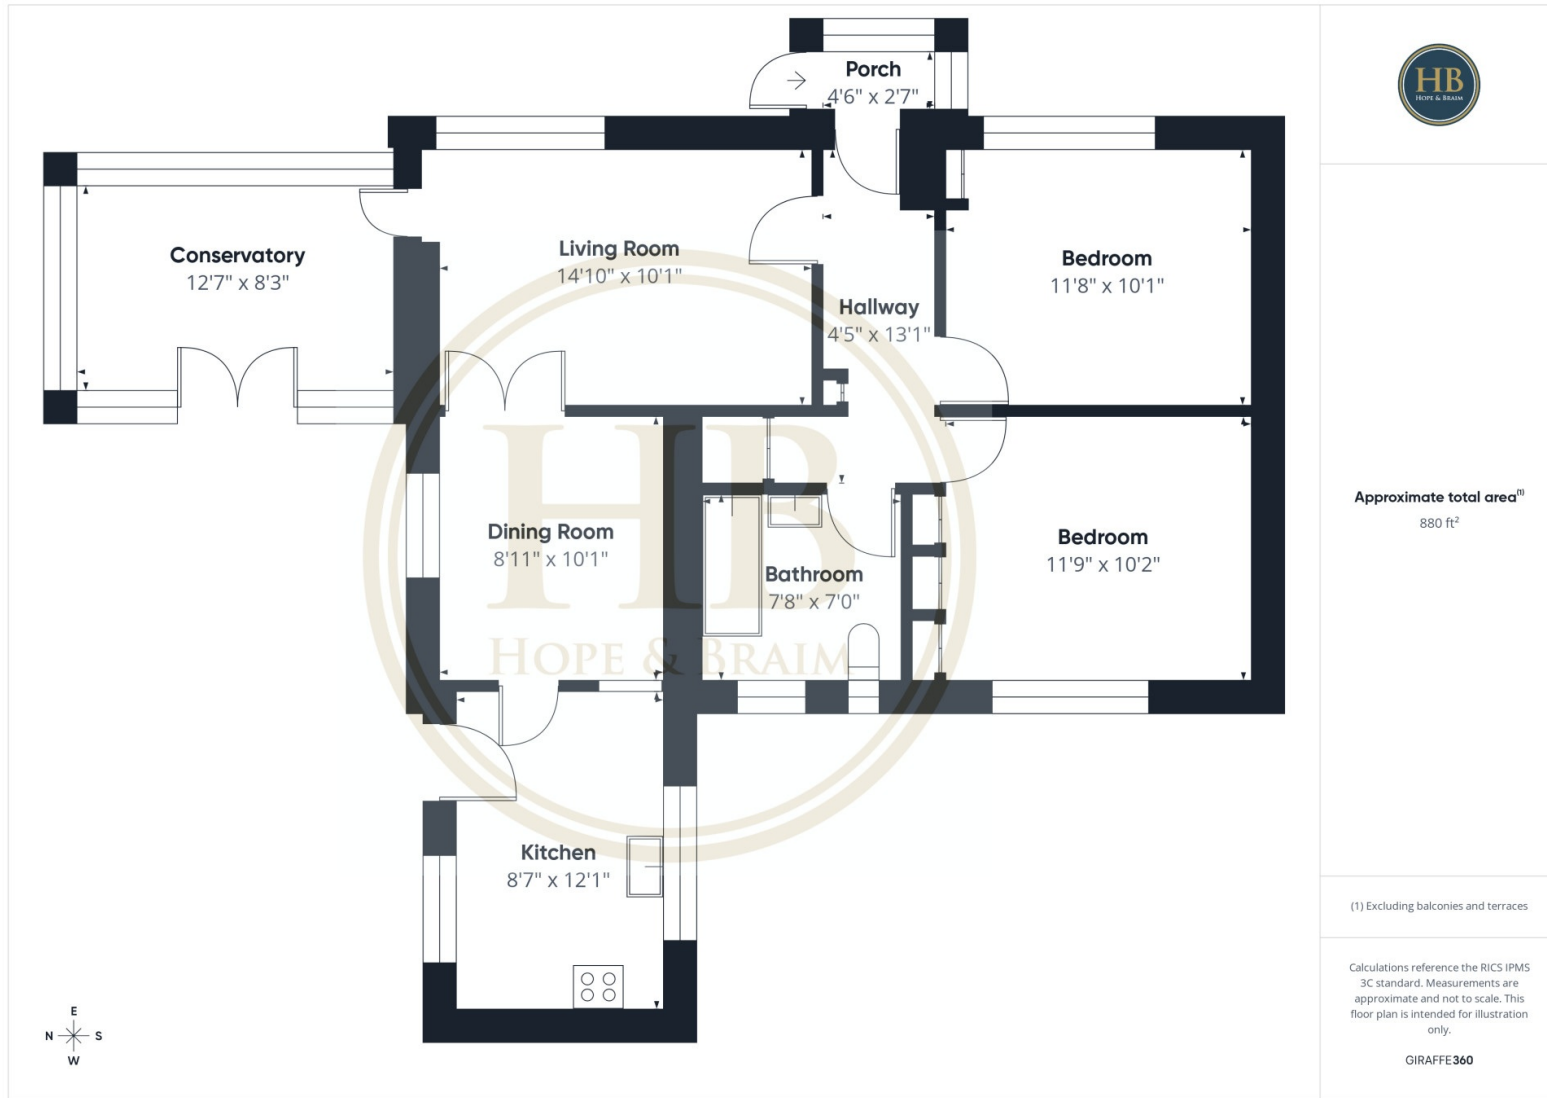 Porch
4'6" x 2'7"
HB
HOPE & BRAIM
Conservatory
12'7" x 8'3"
Living Room
14'10" x 10'1"
Bedroom
11'8" x 10'1"
Hallway
4'5" x 13'1"
HB
HOPE & BRAIM
Dining Room
8'11" x 10'1"
Bathroom
7'8" x 7'0"
Bedroom
11'9" x 10'2"
Kitchen
8'7" x 12'1"
E
N S
W
Approximate total area(1)
880 ft²
(1) Excluding balconies and terraces
Calculations reference the RICS IPMS
3C standard. Measurements are
approximate and not to scale. This
floor plan is intended for illustration
only.
GIRAFFE360